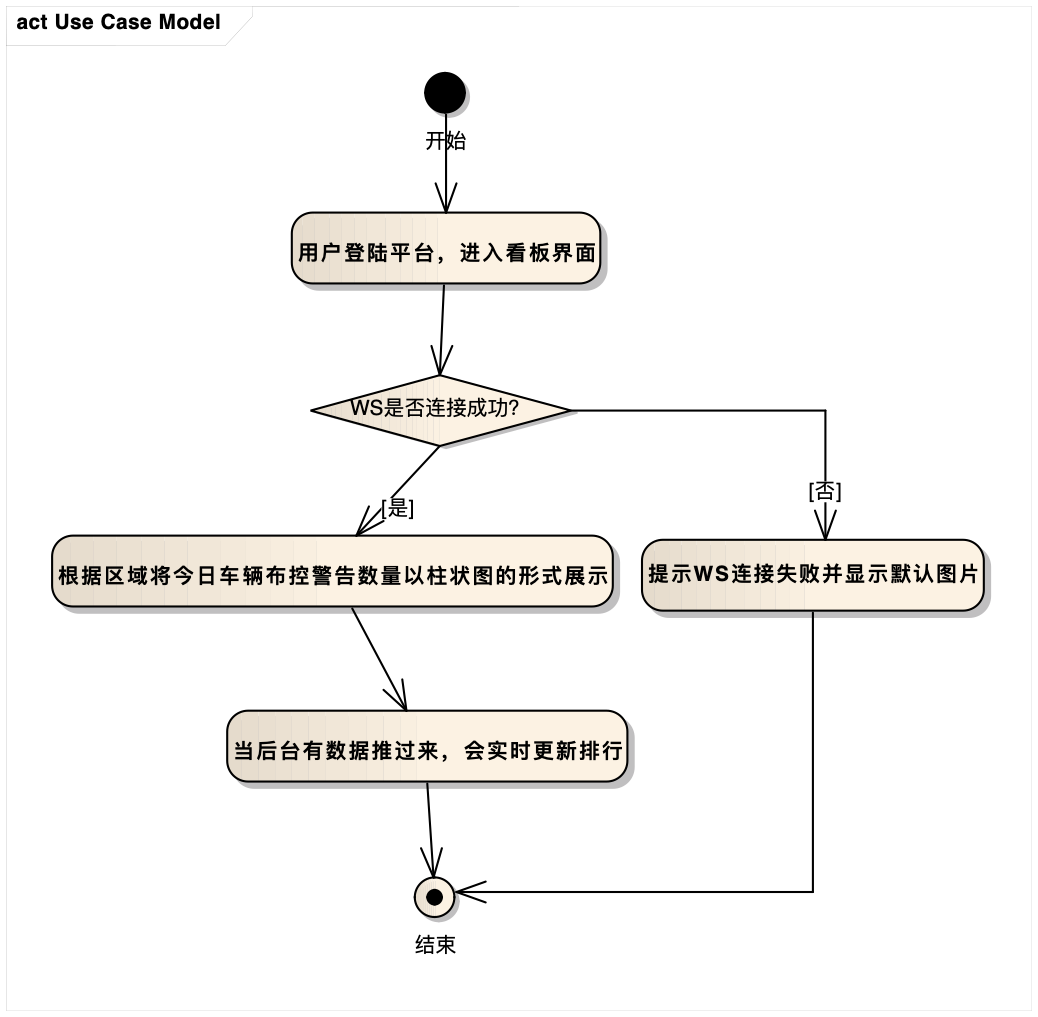 act Use Case Model
开始
用户登陆平台，进入看板界面
WS是否连接成功?
[是]
[否]
根据区域将今日车辆布控警告数量以柱状图的形式展示
提示WS连接失败并显示默认图片
当后台有数据推过来，会实时更新排行
结束